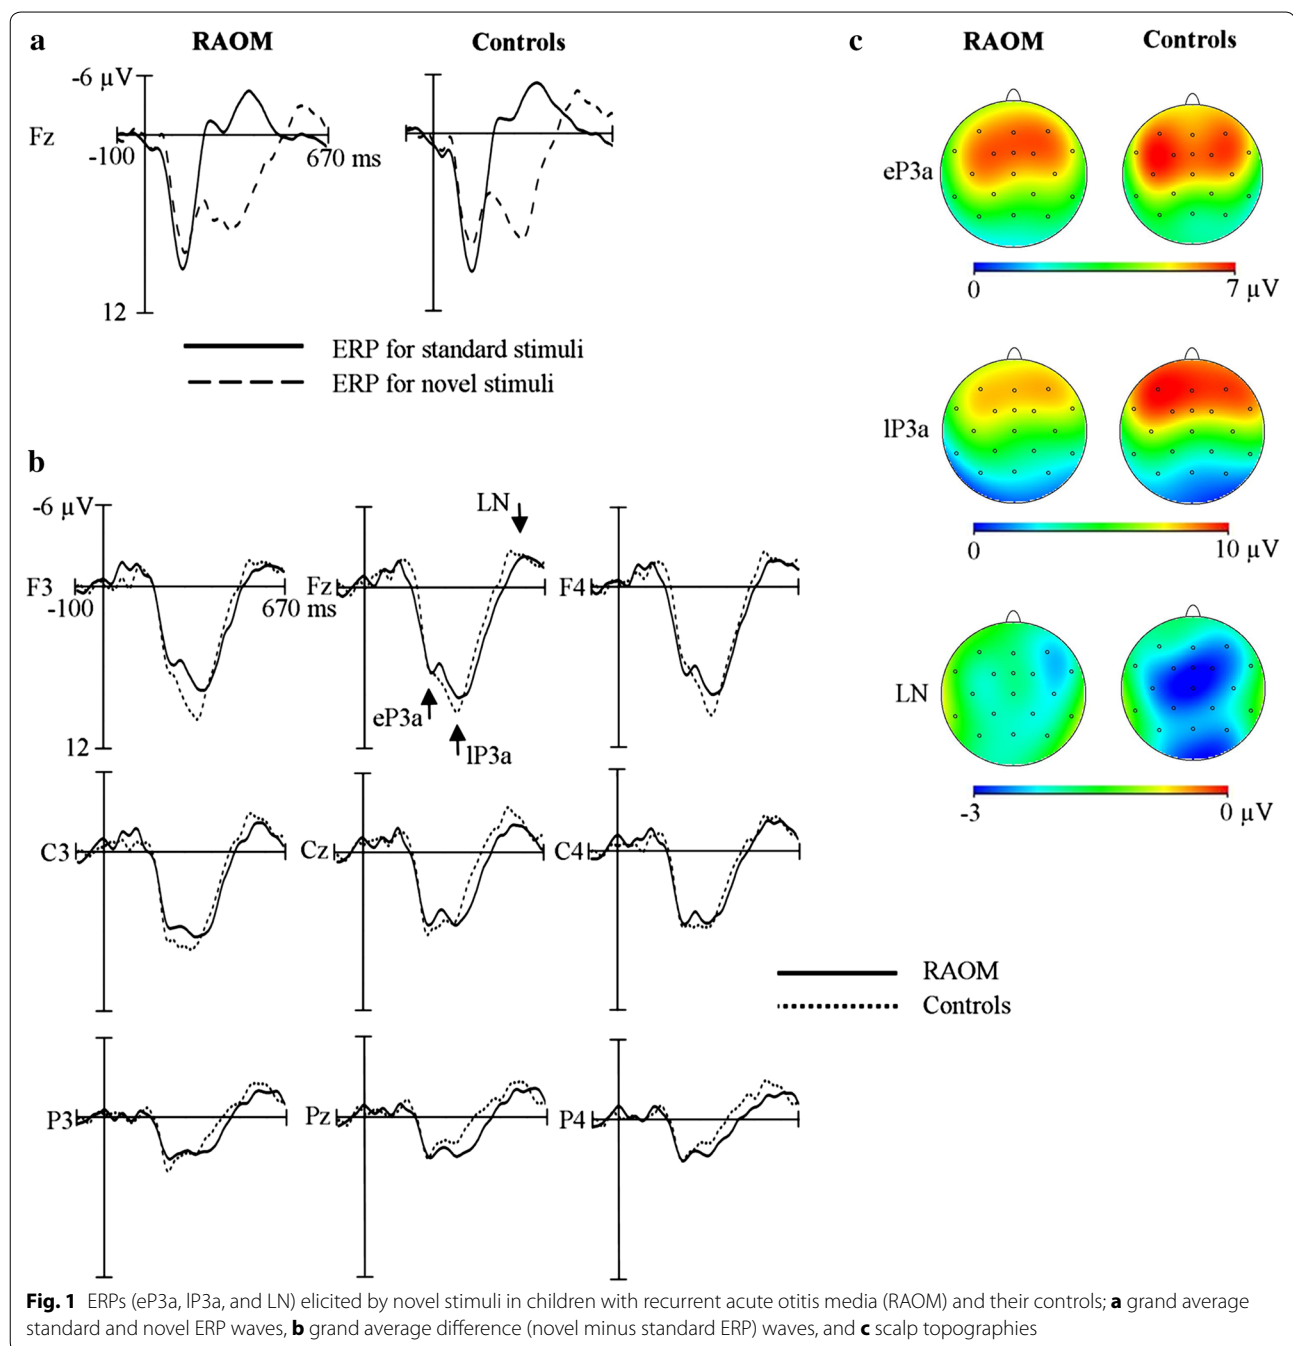 a
RAOM
Controls
-6 µV
Fz
-100
670 ms
12
ERP for standard stimuli
ERP for novel stimuli
b
-6 µV
LN
F3
-100
670 ms
Fz
F4
eP3a
lP3a
12
C3
Cz
C4
RAOM
Controls
P3
Pz
P4
c
RAOM
Controls
eP3a
0
7 µV
lP3a
0
10 µV
LN
-3
0 µV
Fig. 1 ERPs (eP3a, lP3a, and LN) elicited by novel stimuli in children with recurrent acute otitis media (RAOM) and their controls; a grand average
standard and novel ERP waves, b grand average difference (novel minus standard ERP) waves, and c scalp topographies